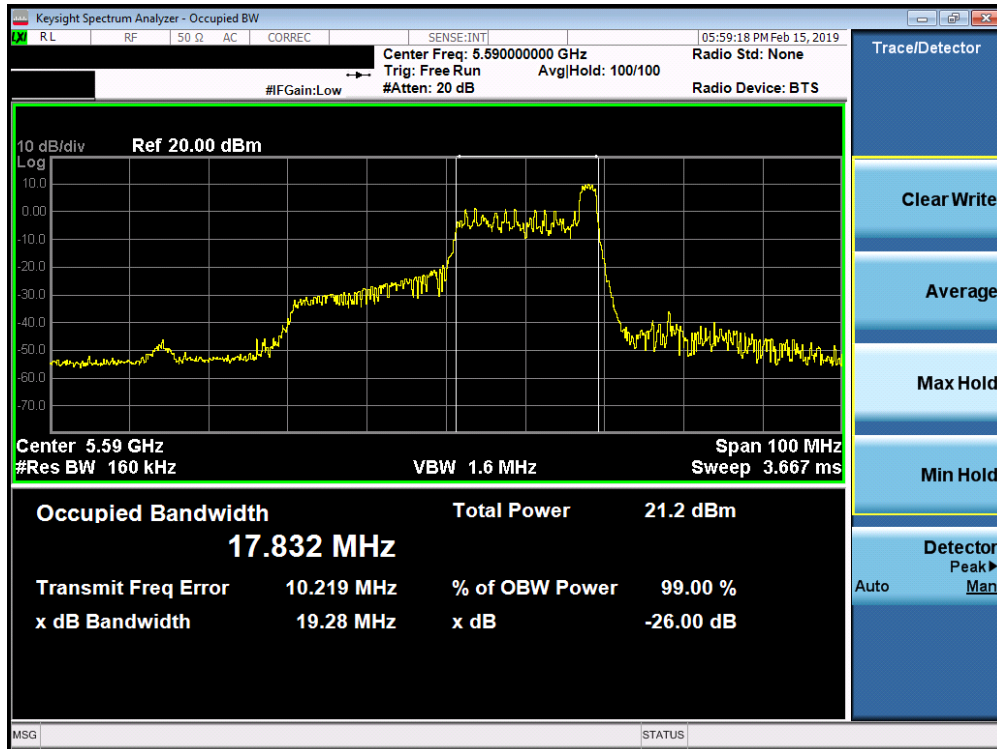 Keysight Spectrum Analyzer - Occupied BW
LXI RL RF 50 Ω AC CORREC SENSE:INT 05:59:18 PM Feb 15, 2019
Center Freq: 5.590000000 GHz Radio Std: None
Trig: Free Run Avg|Hold: 100/100
#IFGain:Low #Atten: 20 dB Radio Device: BTS
10 dB/div Ref 20.00 dBm
Log
10.0
0.00
-10.0
-20.0
-30.0
-40.0
-50.0
-60.0
-70.0
Center 5.59 GHz Span 100 MHz
#Res BW 160 kHz VBW 1.6 MHz Sweep 3.667 ms
Occupied Bandwidth Total Power 21.2 dBm
17.832 MHz
Transmit Freq Error 10.219 MHz % of OBW Power 99.00 %
x dB Bandwidth 19.28 MHz x dB -26.00 dB
MSG STATUS
Trace/Detector
Clear Write
Average
Max Hold
Min Hold
Detector
Peak▶
Auto Man